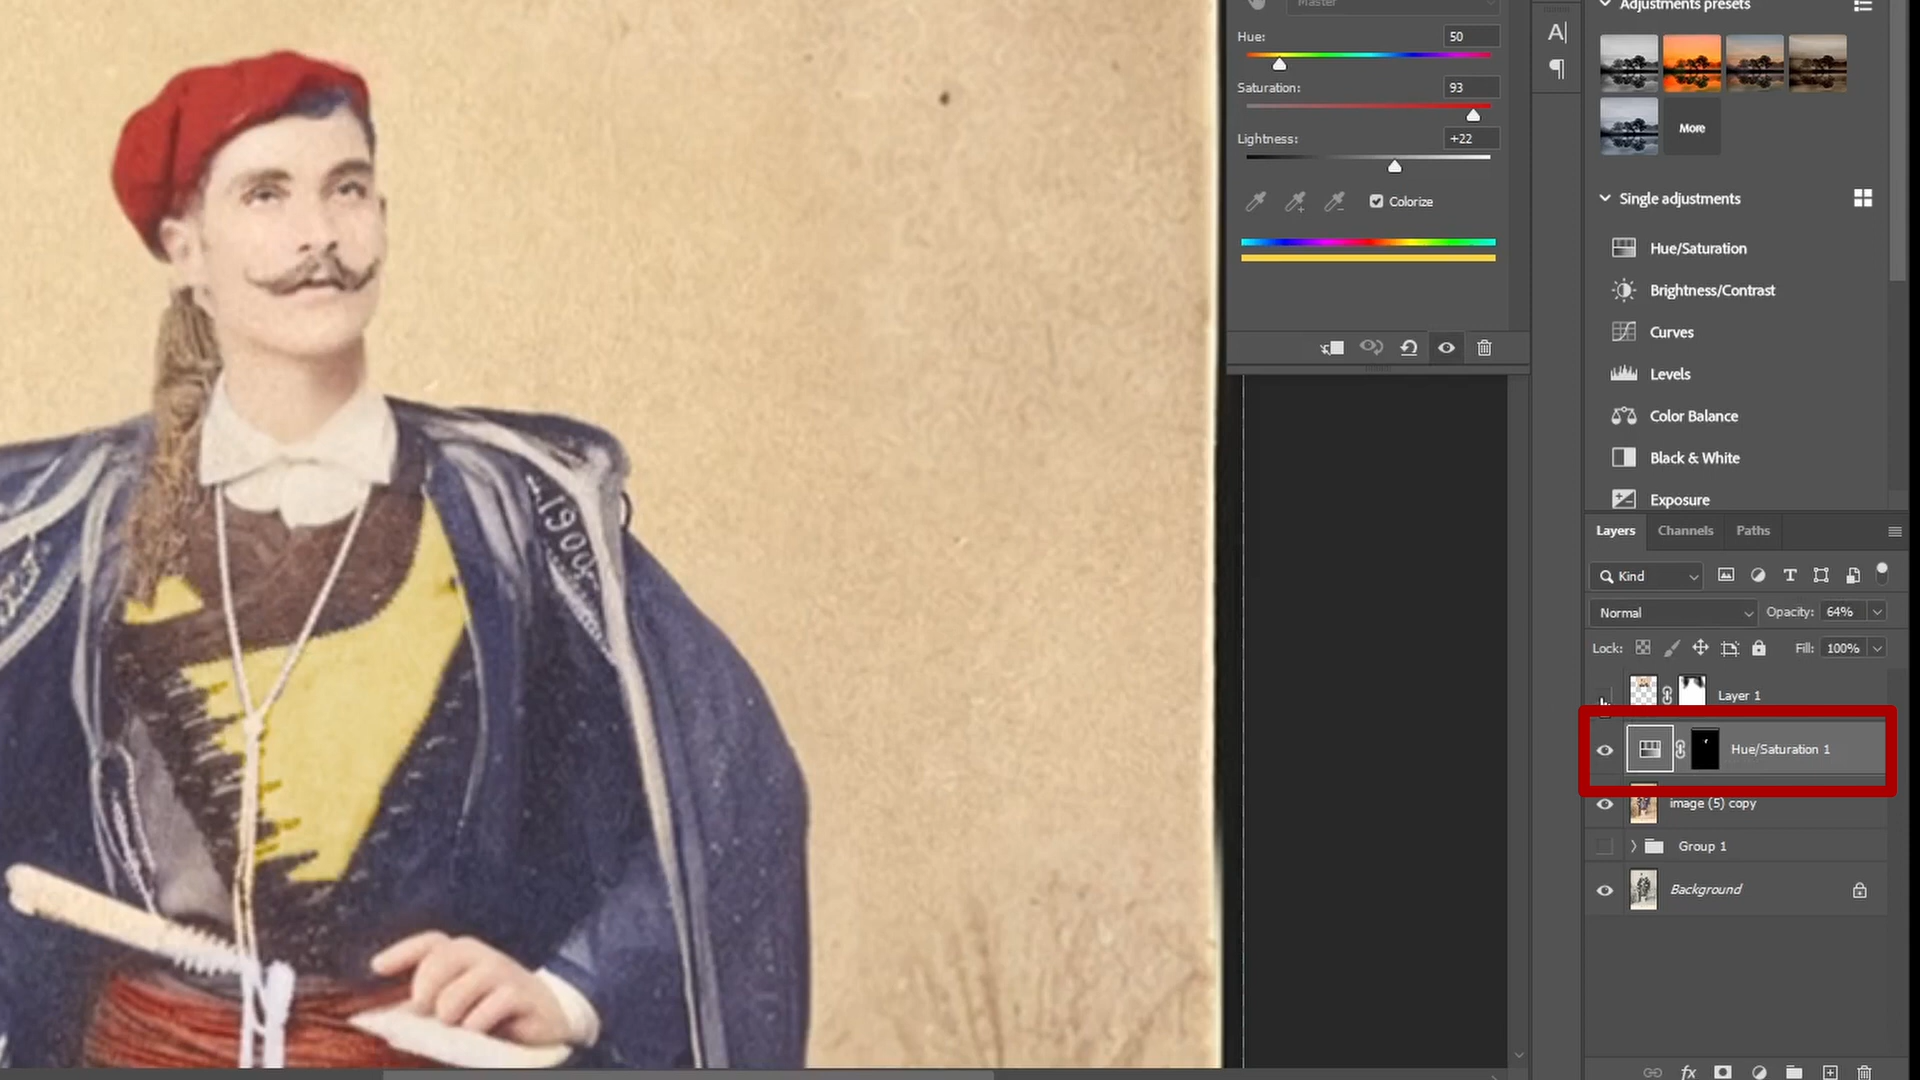 Master
Adjustments presets
Hue:
50
Saturation:
93
More
Lightness:
+22
Colorize
Single adjustments
Hue/Saturation
Brightness/Contrast
Curves
Levels
Color Balance
Black & White
Exposure
1900
Layers
Channels
Paths
Kind
Normal
Opacity:
64%
Lock:
Fill:
100%
Layer 1
Hue/Saturation 1
image (5) copy
Group 1
Background
fx